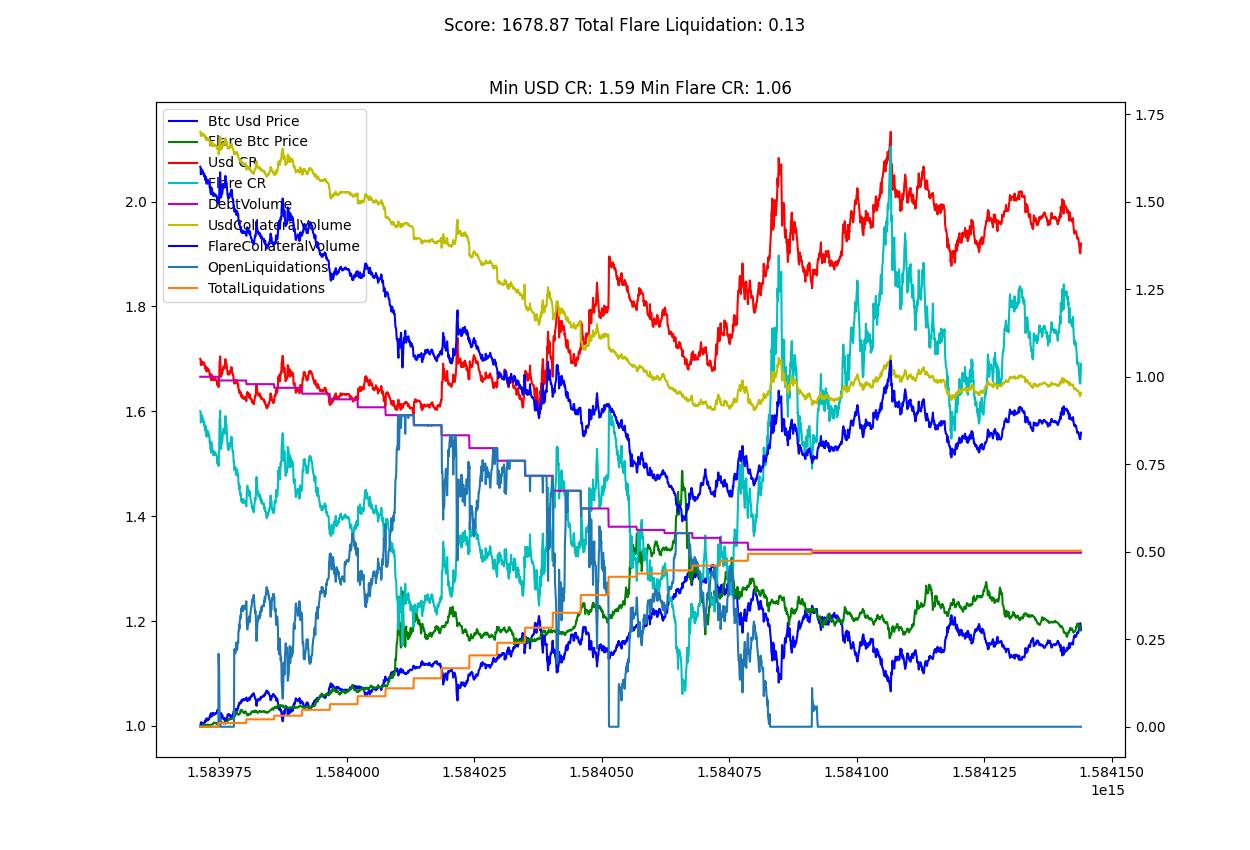 Score: 1678.87 Total Flare Liquidation: 0.13
Min USD CR: 1.59 Min Flare CR: 1.06
Btc Usd Price
Flare Btc Price
Usd CR
Flare CR
DebtVolume
UsdCollateralVolume
FlareCollateralVolume
OpenLiquidations
TotalLiquidations
2.0
1.8
1.6
1.4
1.2
1.0
1.75
1.50
1.25
1.00
0.75
0.50
0.25
0.00
1.583975 1.584000 1.584025 1.584050 1.584075 1.584100 1.584125 1.584150
1e15